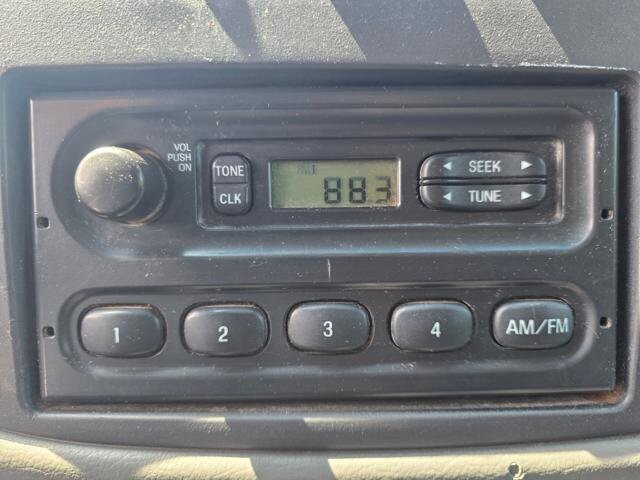 VOL
PUSH
ON
TONE
CLK
883
◄ SEEK ►
◄ TUNE ►
1 2 3 4 AM/FM